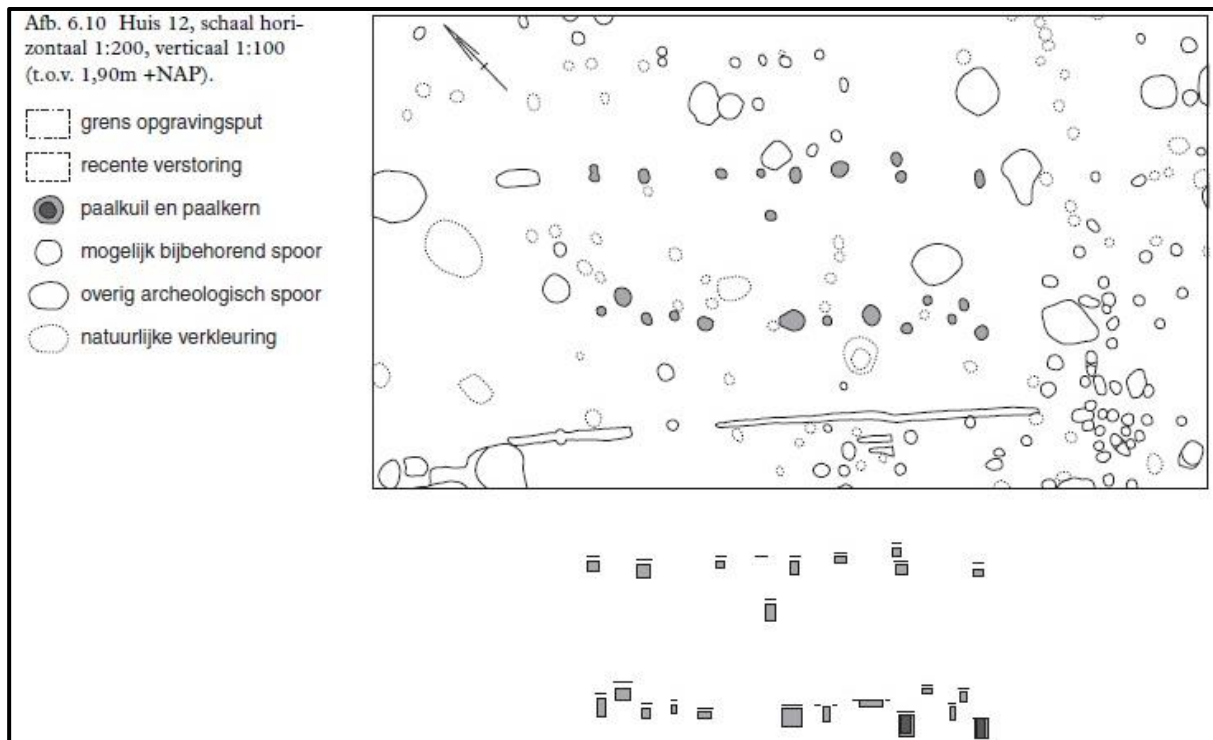 Afb. 6.10 Huis 12, schaal hori-
zontaal 1:200, verticaal 1:100
(t.o.v. 1,90m +NAP).
grens opgravingsput
recente verstoring
paalkuil en paalkern
mogelijk bijbehorend spoor
overig archeologisch spoor
natuurlijke verkleuring